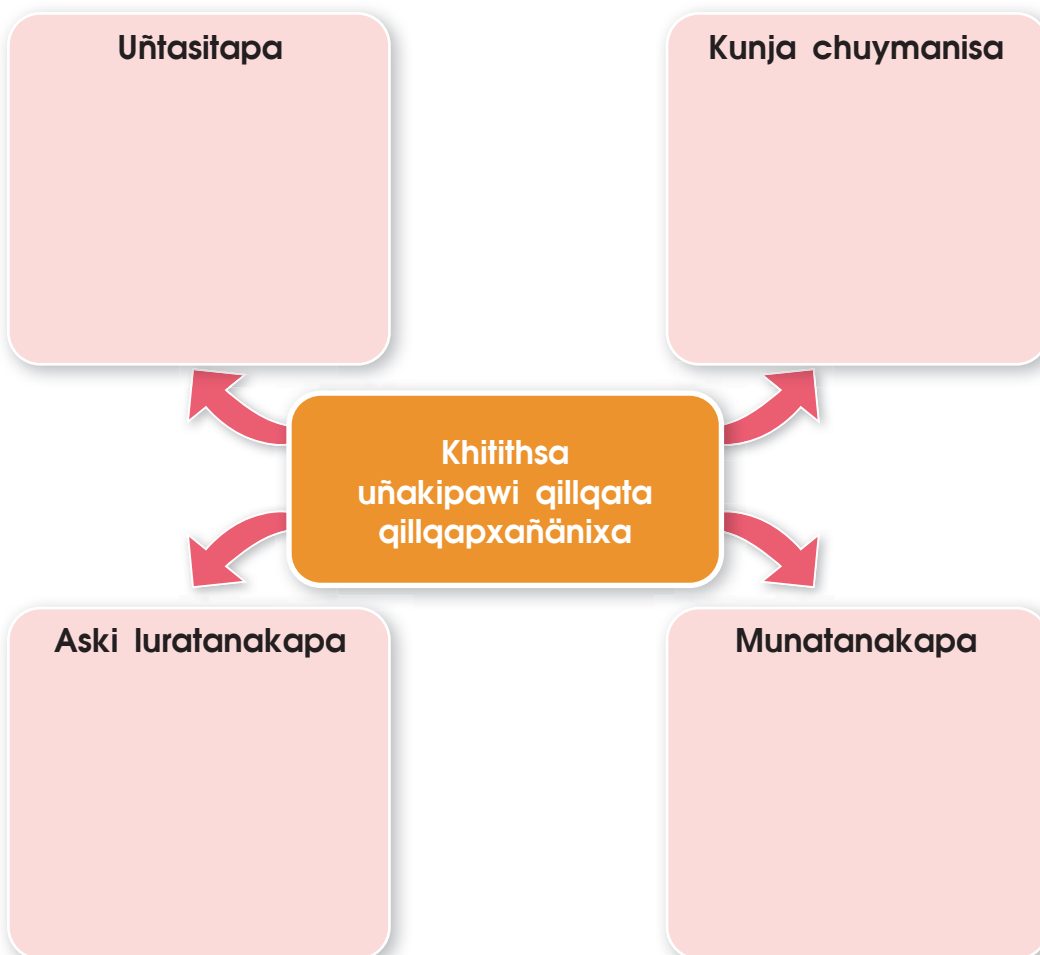 Uñtasitapa
Kunja chuymanisa
Khitithsa
uñakipawi qillqata
qillqapxañänixa
Aski luratanakapa
Munatanakapa